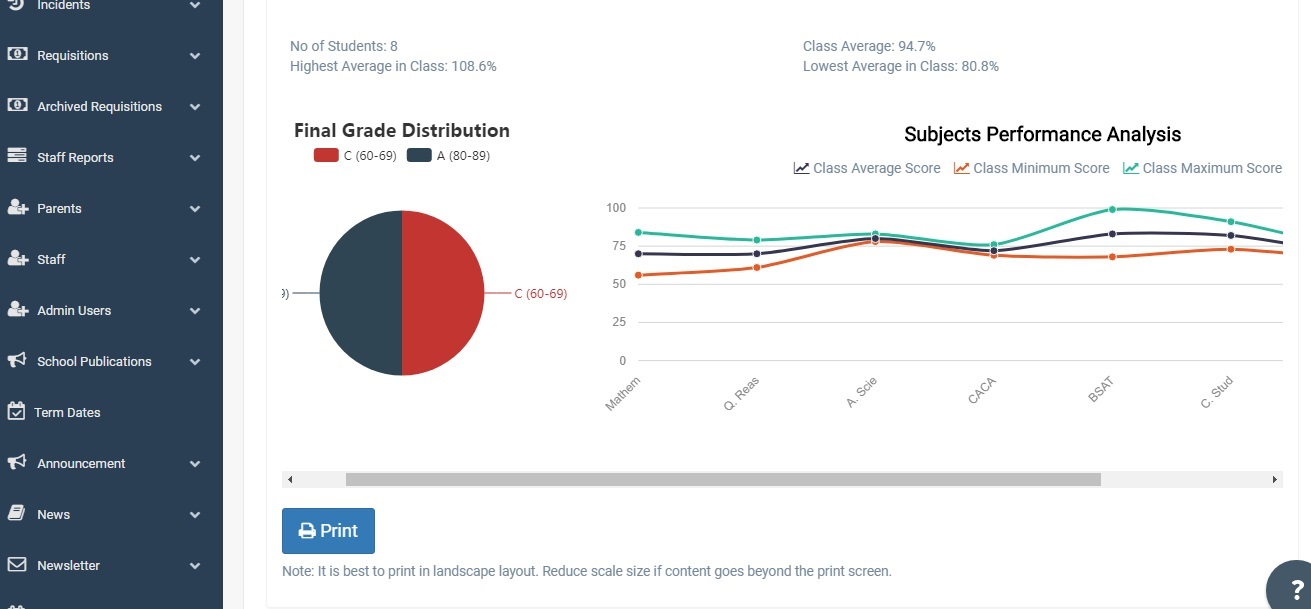 Incidents
Requisitions
Archived Requisitions
Staff Reports
Parents
Staff
Admin Users
School Publications
Term Dates
Announcement
News
Newsletter
No of Students: 8
Highest Average in Class: 108.6%
Class Average: 94.7%
Lowest Average in Class: 80.8%
Final Grade Distribution
C (60-69) A (80-89)
9)
C (60-69)
Subjects Performance Analysis
Class Average Score Class Minimum Score Class Maximum Score
100
75
50
25
0
Mathem Q. Reas A. Scie CACA BSAT C. Stud
Print
Note: It is best to print in landscape layout. Reduce scale size if content goes beyond the print screen.
?